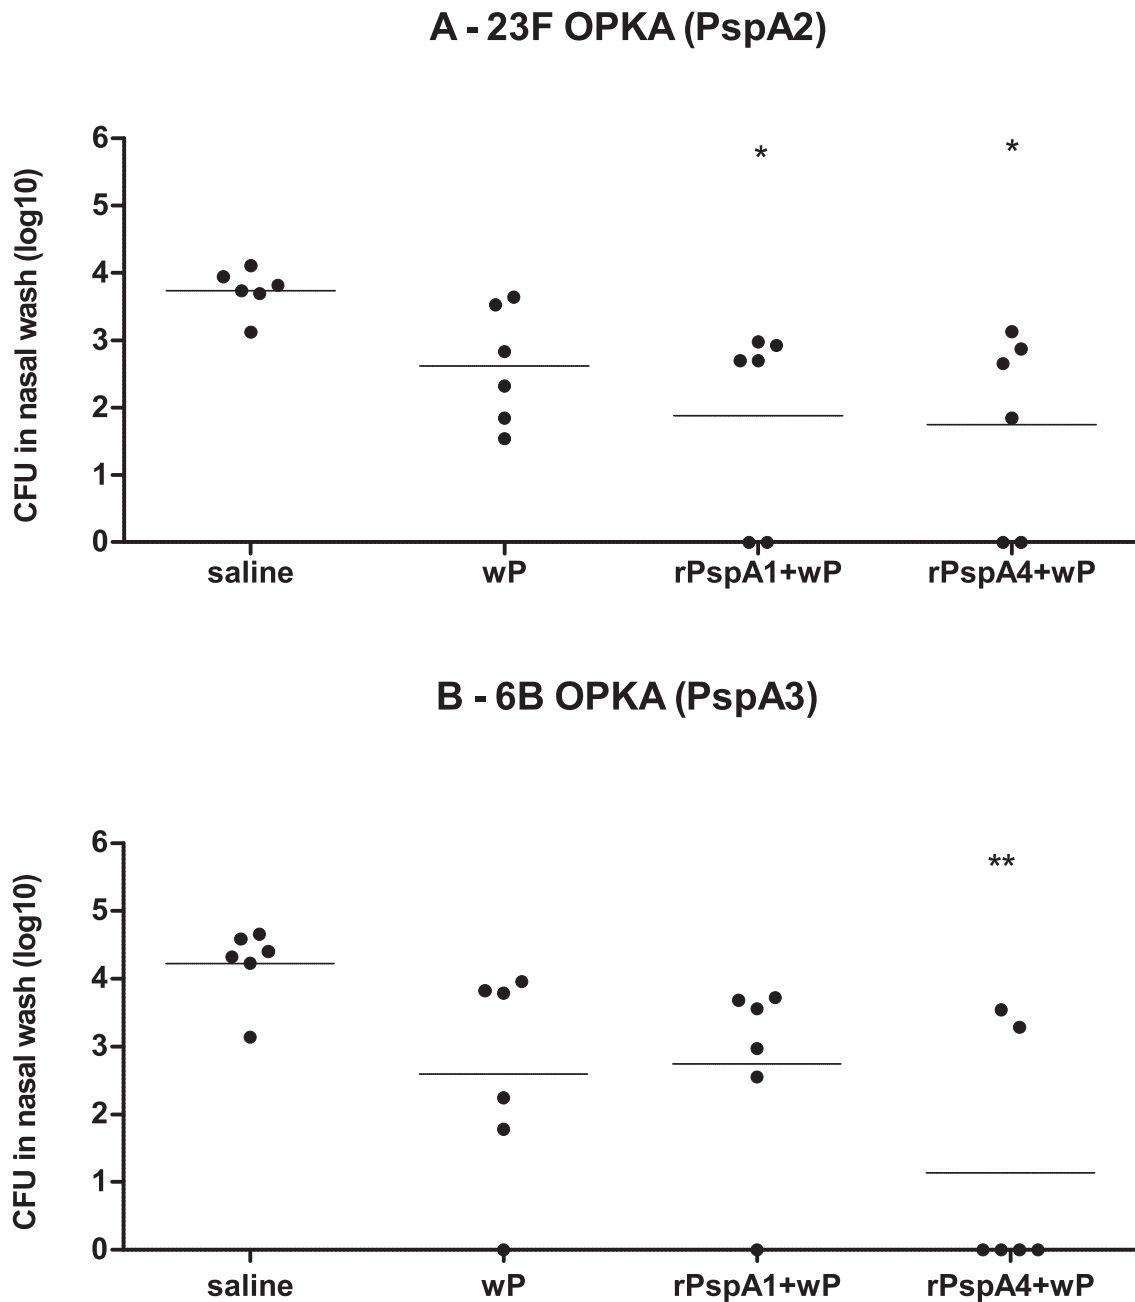 A - 23F OPKA (PspA2)
CFU in nasal wash (log10)
6
5
4
3
2
1
0
*
*
saline wP rPspA1+wP rPspA4+wP
B - 6B OPKA (PspA3)
CFU in nasal wash (log10)
6
5
4
3
2
1
0
**
saline wP rPspA1+wP rPspA4+wP